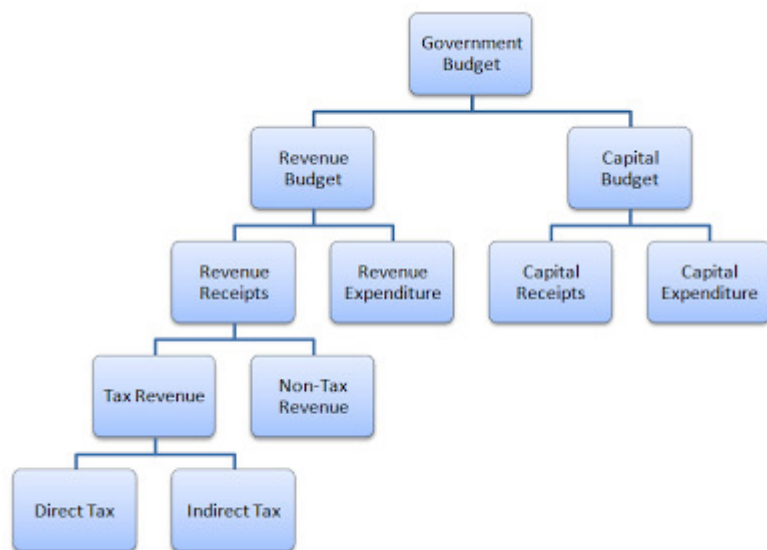 Government
Budget
Revenue
Budget
Capital
Budget
Revenue
Receipts
Revenue
Expenditure
Capital
Receipts
Capital
Expenditure
Tax Revenue
Non-Tax
Revenue
Direct Tax
Indirect Tax